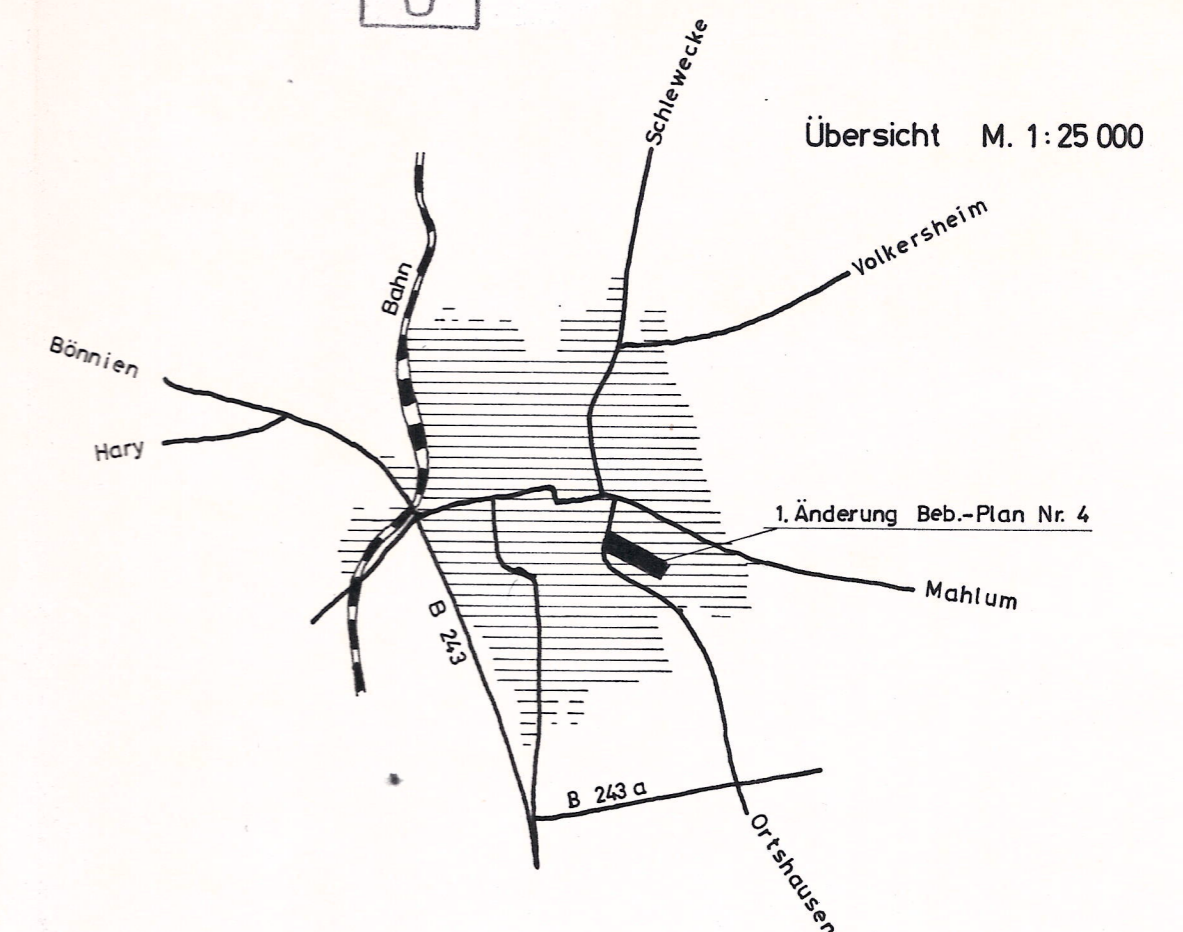 Schlewecke
Übersicht M. 1:25 000
Volkersheim
Bahn
Bönnien
Hary
1. Änderung Beb.-Plan Nr. 4
Mahlum
B 243
B 243 a
Ortshausen